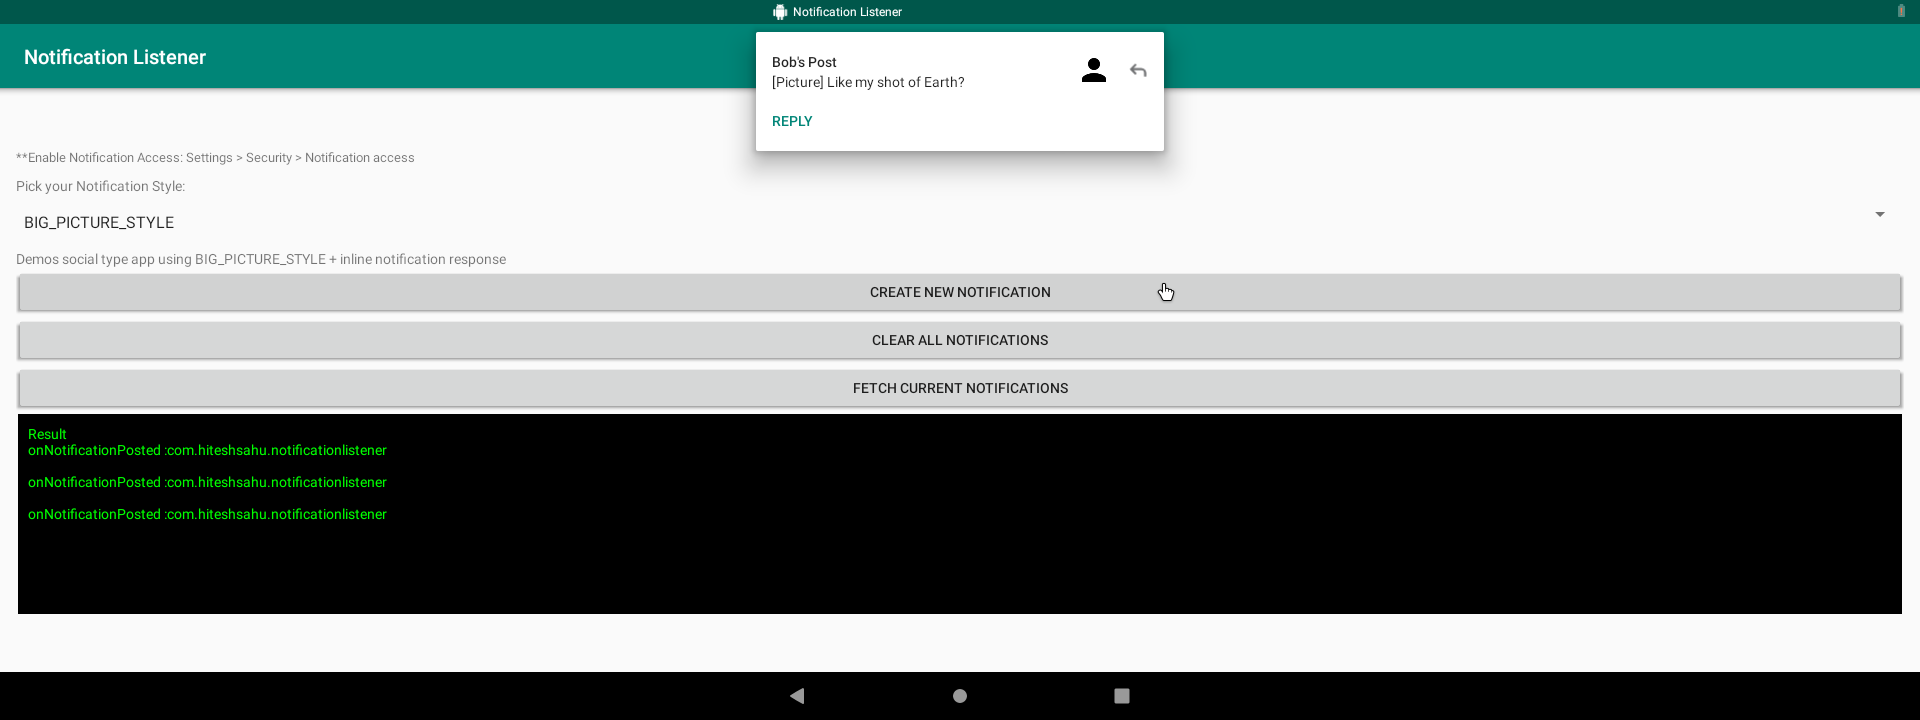 Notification Listener
Notification Listener
Bob's Post
[Picture] Like my shot of Earth?
REPLY
**Enable Notification Access: Settings > Security > Notification access
Pick your Notification Style:
BIG_PICTURE_STYLE
Demos social type app using BIG_PICTURE_STYLE + inline notification response
CREATE NEW NOTIFICATION
CLEAR ALL NOTIFICATIONS
FETCH CURRENT NOTIFICATIONS
Result
onNotificationPosted :com.hiteshsahu.notificationlistener
onNotificationPosted :com.hiteshsahu.notificationlistener
onNotificationPosted :com.hiteshsahu.notificationlistener